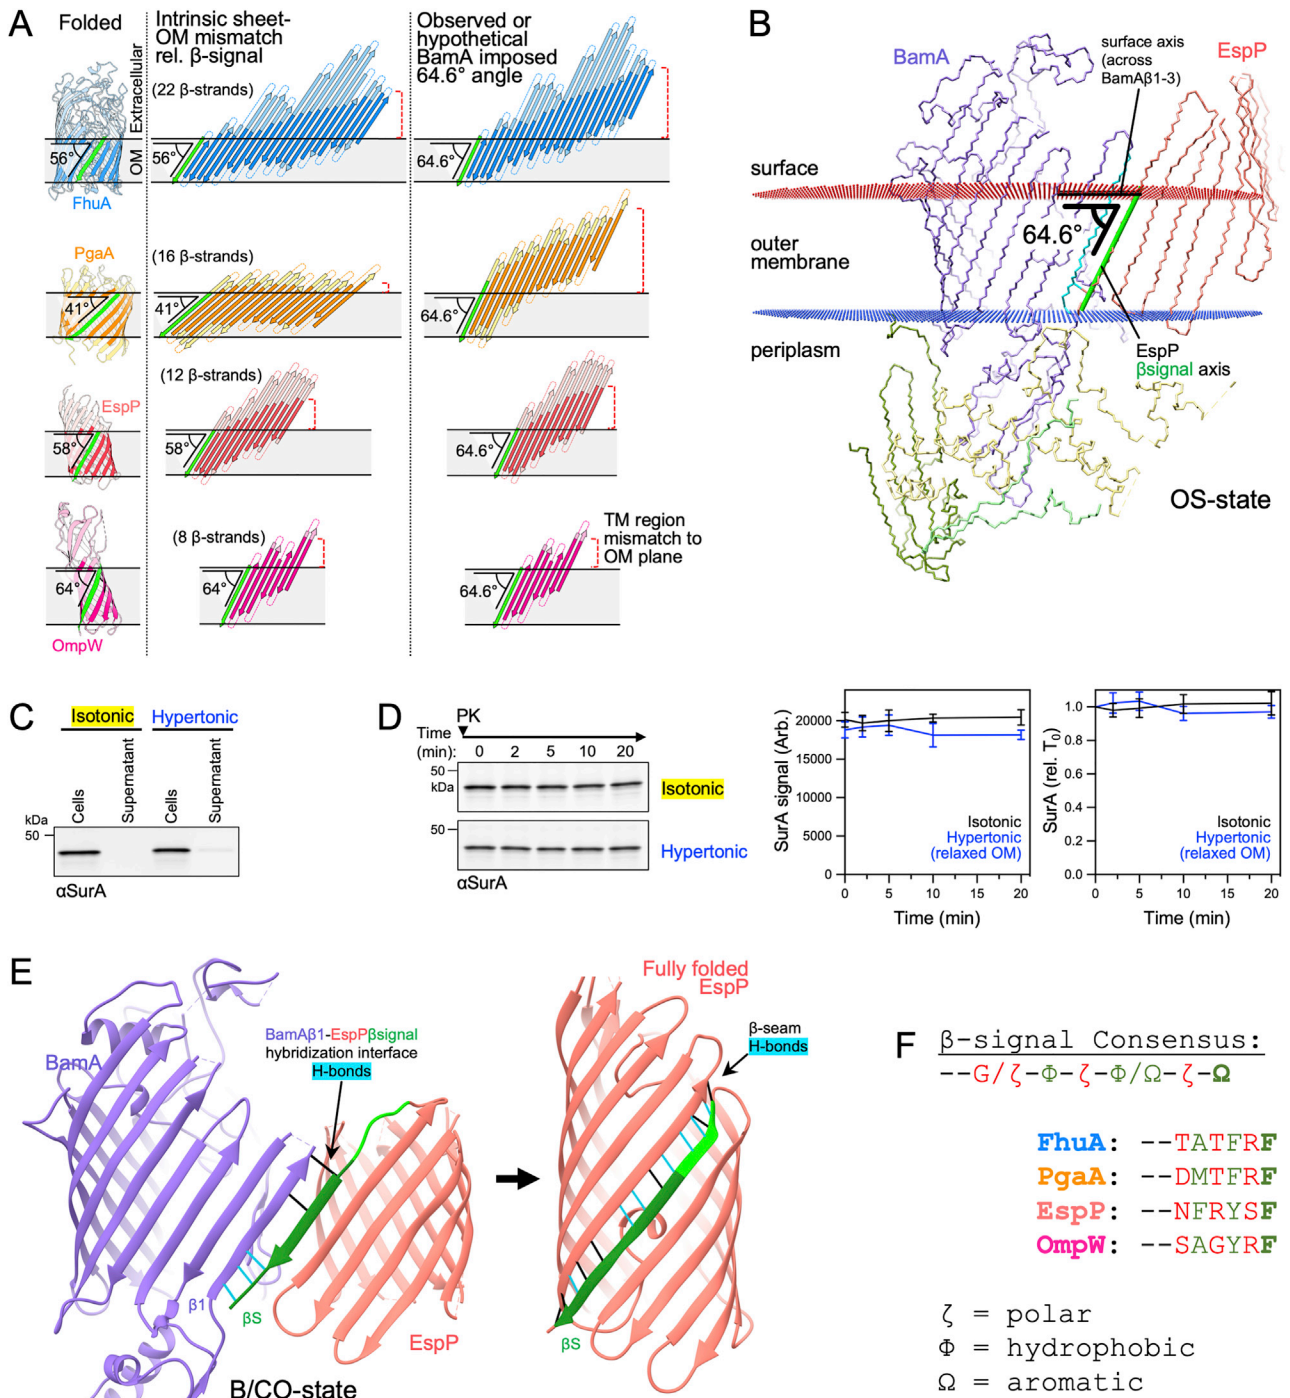 A
Folded
Intrinsic sheet-
OM mismatch
rel. β-signal
Observed or
hypothetical
BamA imposed
64.6° angle
Extracellular
OM
(22 β-strands)
56°
56°
64.6°
FhuA
PgaA
(16 β-strands)
41°
41°
64.6°
(12 β-strands)
EspP
58°
58°
64.6°
(8 β-strands)
TM region
mismatch to
OM plane
64°
64°
64.6°
OmpW
B
BamA
surface axis
(across
BamAβ1-3)
EspP
surface
64.6°
outer
membrane
periplasm
EspP
βsignal axis
OS-state
C
Isotonic
Hypertonic
Cells
Supernatant
Cells
Supernatant
kDa
50
αSurA
D
PK
Time
(min):
0 2 5 10 20
50
kDa
Isotonic
50
Hypertonic
αSurA
SurA signal (Arb.)
20000
15000
10000
5000
0
Isotonic
Hypertonic
(relaxed OM)
0 5 10 15 20
Time (min)
SurA (rel. T0)
1.0
0.8
0.6
0.4
0.2
0.0
Isotonic
Hypertonic
(relaxed OM)
0 5 10 15 20
Time (min)
E
BamA
BamAβ1-EspPβsignal
hybridization interface
H-bonds
β1
βS
EspP
B/CO-state
Fully folded
EspP
β-seam
H-bonds
βS
F
β-signal Consensus:
--G/ζ-Φ-ζ-Φ/Ω-ζ-Ω
FhuA: --TATFRF
PgaA: --DMTFRF
EspP: --NFRYSF
OmpW: --SAGYRF
ζ = polar
Φ = hydrophobic
Ω = aromatic